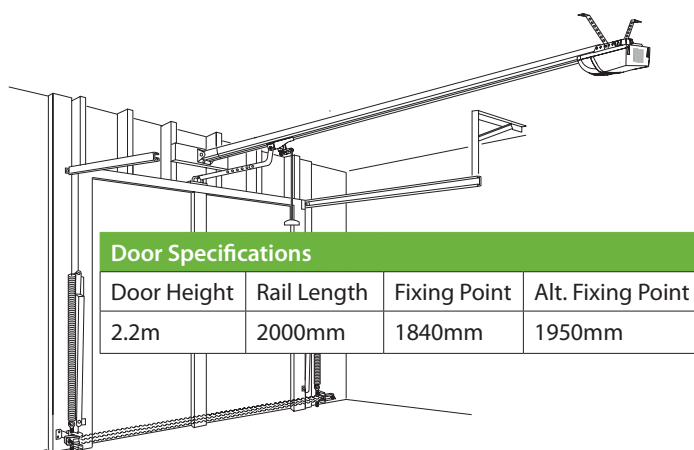 Door Specifications
Door Height Rail Length Fixing Point Alt. Fixing Point
2.2m 2000mm 1840mm 1950mm